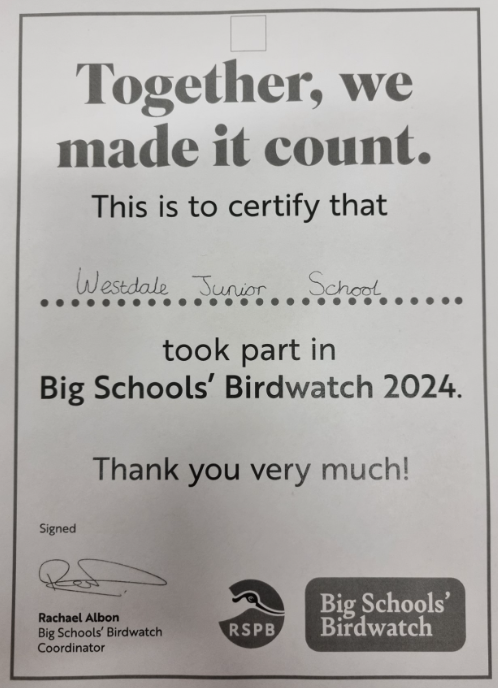 Together, we
made it count.
This is to certify that
Westdale Junior School
took part in
Big Schools' Birdwatch 2024.
Thank you very much!
Signed
Rachael Albon
Big Schools' Birdwatch
Coordinator
RSPB
Big Schools'
Birdwatch